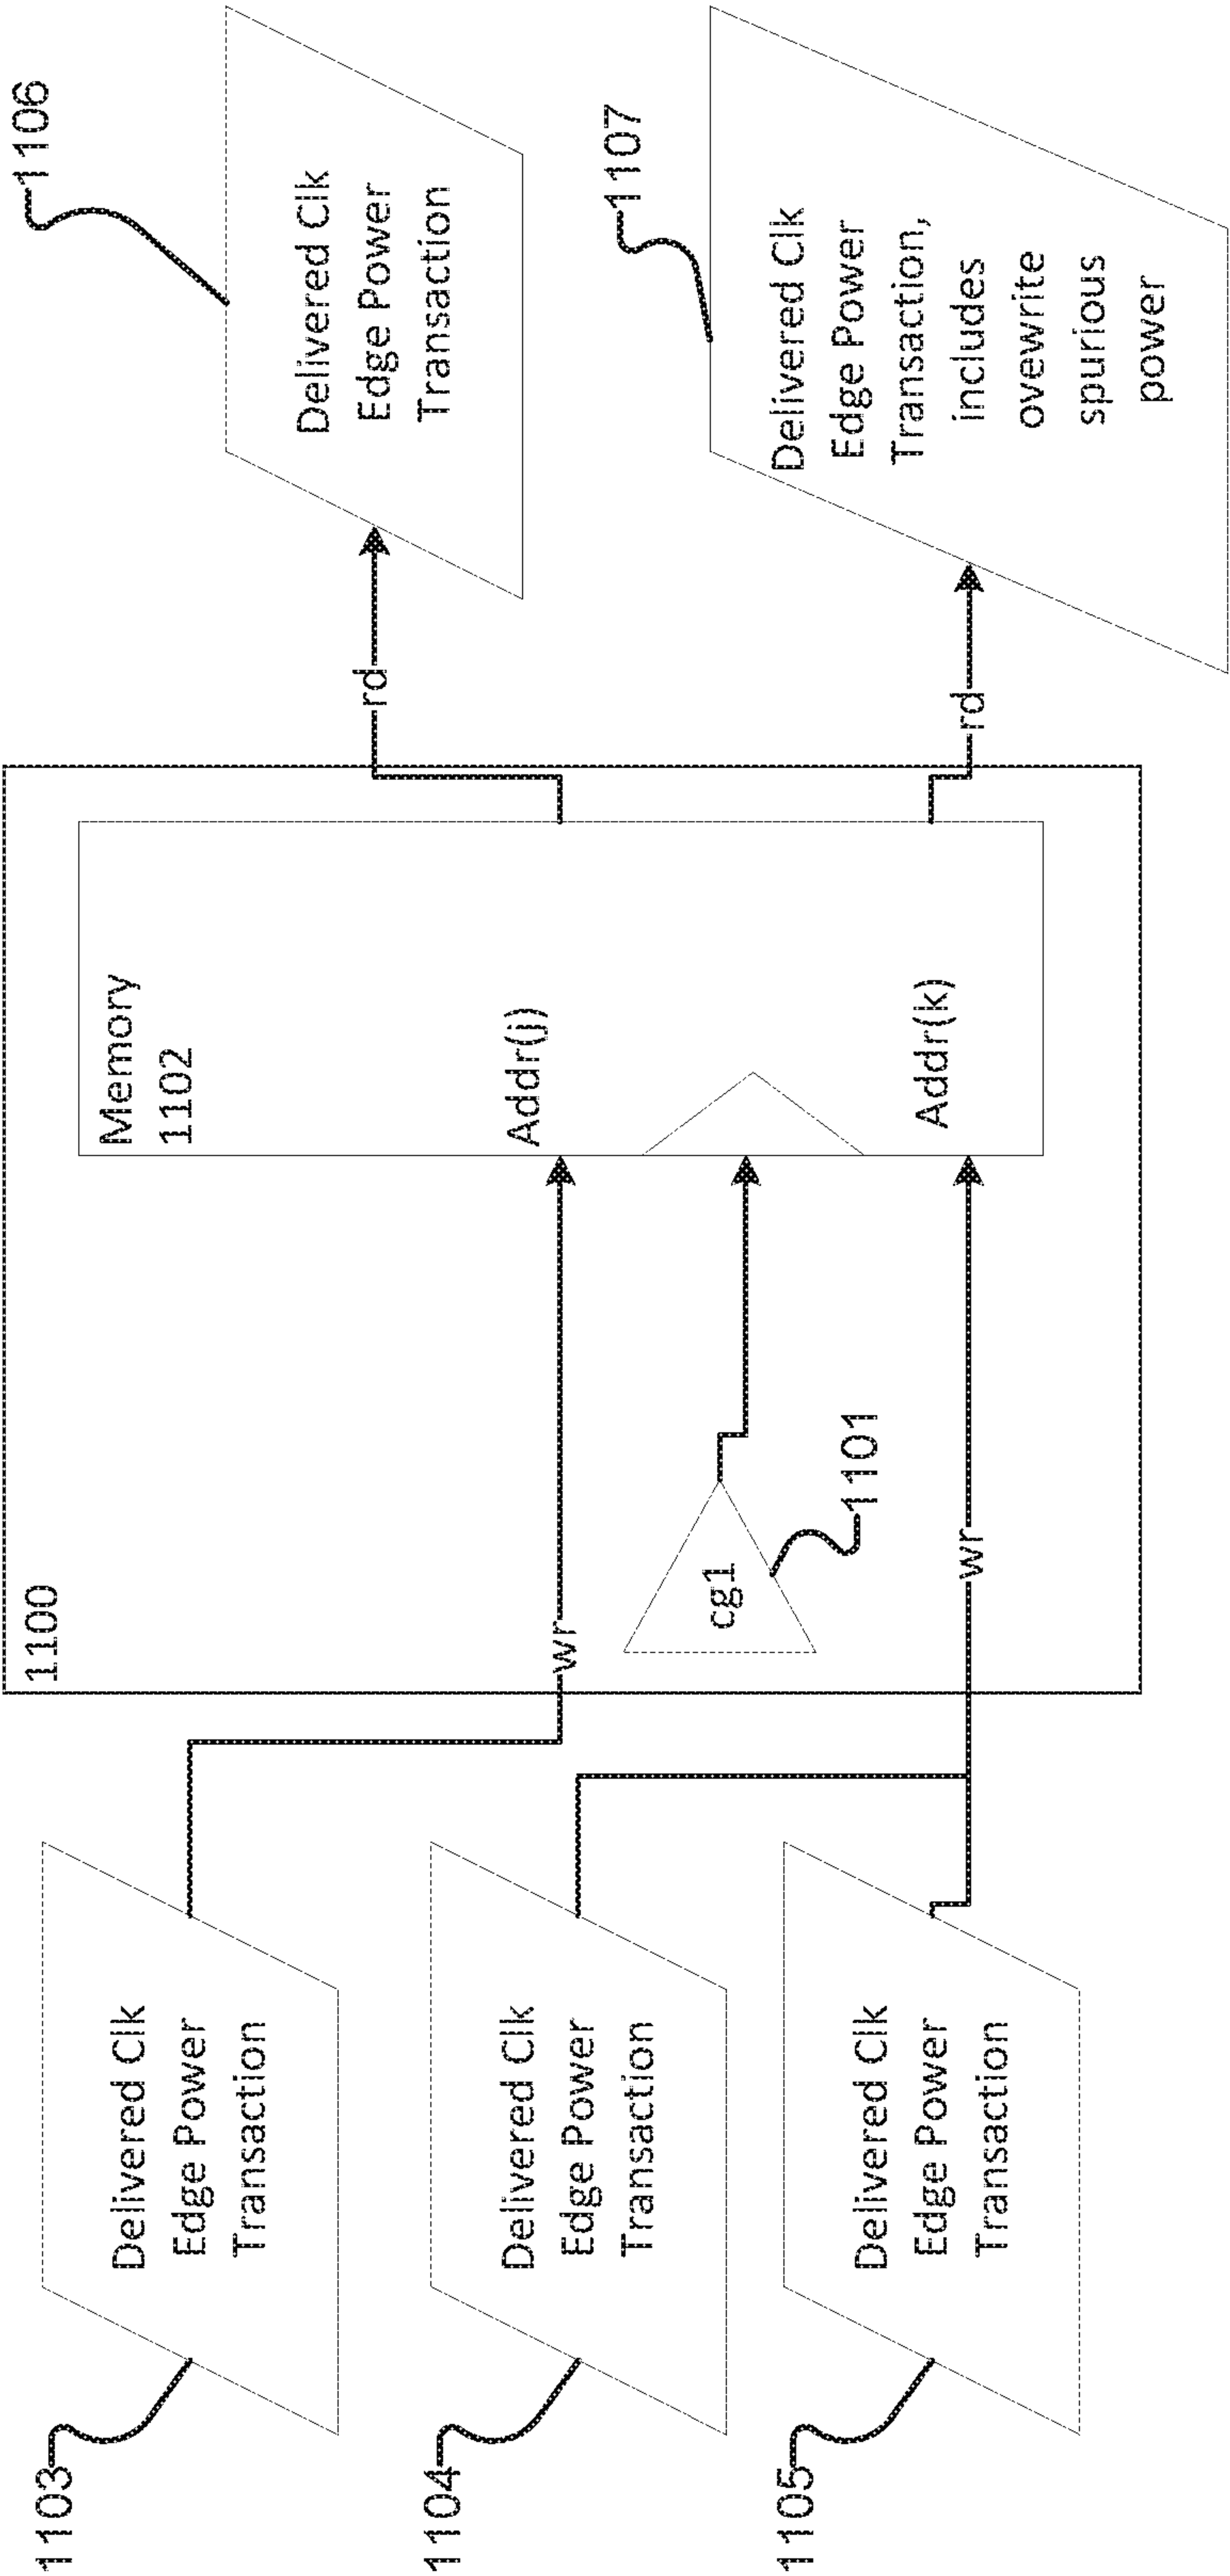 1103
Delivered Clk
Edge Power
Transaction
1104
Delivered Clk
Edge Power
Transaction
1105
Delivered Clk
Edge Power
Transaction
1100
wr
cg1
1101
wr
Memory
1102
Addr(j)
Addr(k)
rd
rd
1106
Delivered Clk
Edge Power
Transaction
1107
Delivered Clk
Edge Power
Transaction,
includes
ovewrite
spurious
power